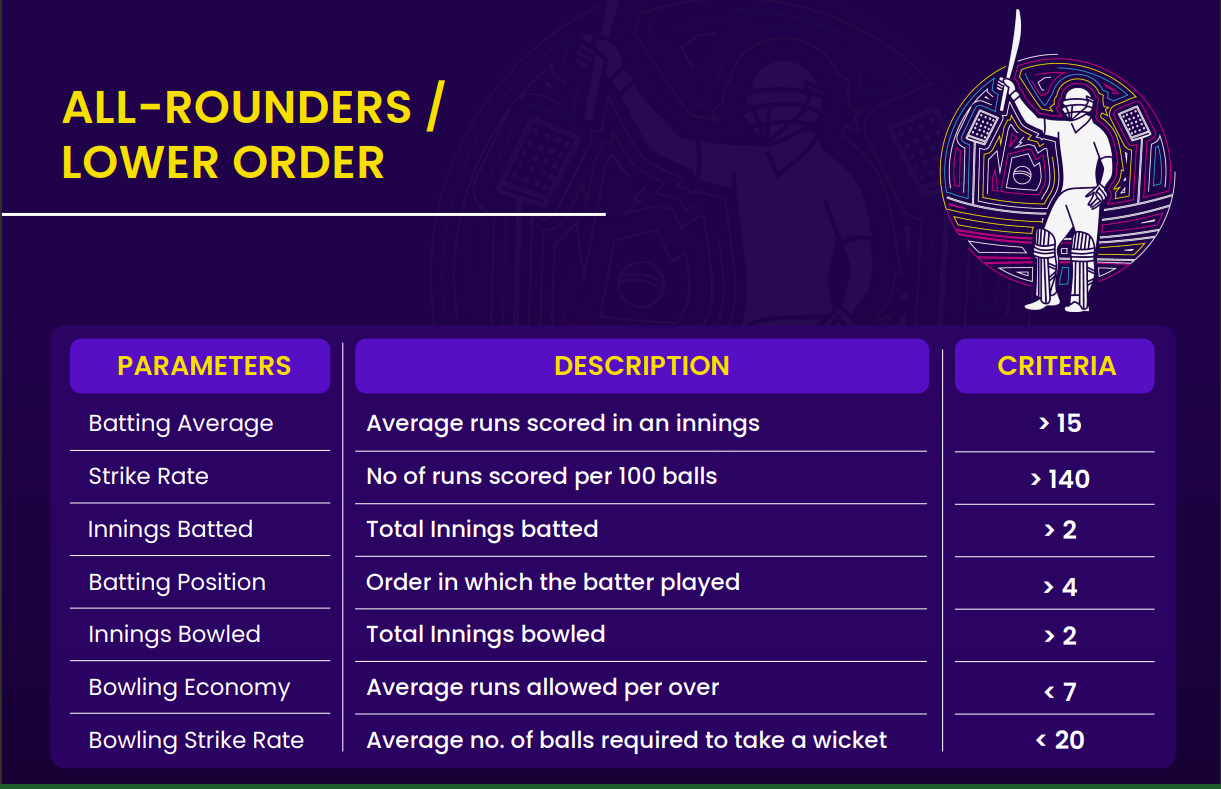 ALL-ROUNDERS /
LOWER ORDER
PARAMETERS DESCRIPTION CRITERIA
Batting Average Average runs scored in an innings > 15
Strike Rate No of runs scored per 100 balls > 140
Innings Batted Total Innings batted > 2
Batting Position Order in which the batter played > 4
Innings Bowled Total Innings bowled > 2
Bowling Economy Average runs allowed per over < 7
Bowling Strike Rate Average no. of balls required to take a wicket < 20